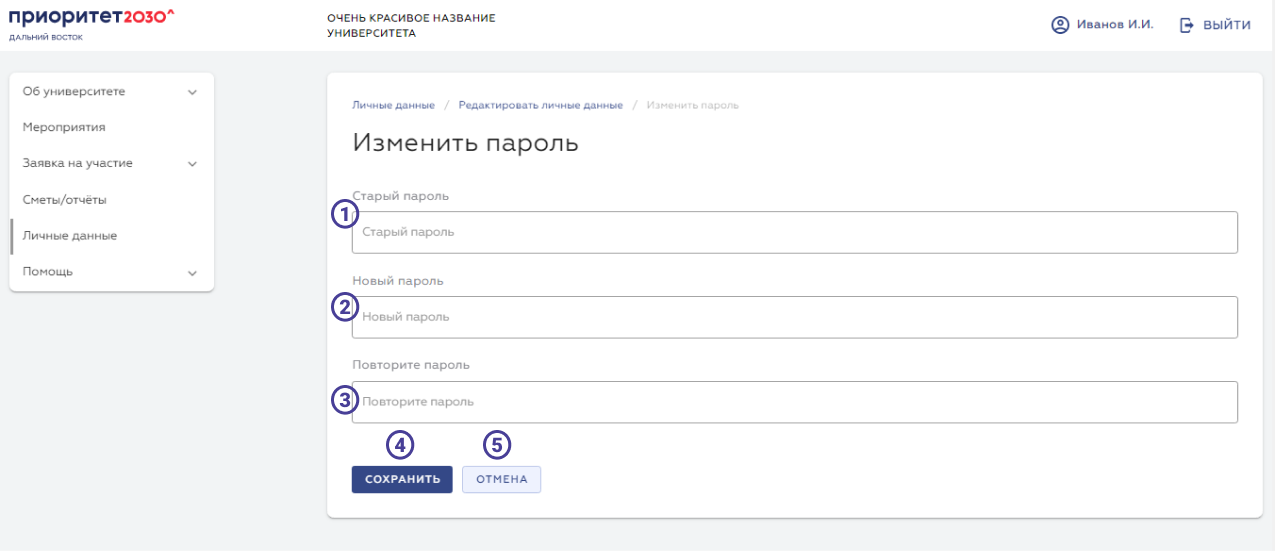 приоритет2030^
ДАЛЬНИЙ ВОСТОК
ОЧЕНЬ КРАСИВОЕ НАЗВАНИЕ
УНИВЕРСИТЕТА
Иванов И.И.
ВЫЙТИ
Об университете
Мероприятия
Заявка на участие
Сметы/отчёты
Личные данные
Помощь
Личные данные / Редактировать личные данные / Изменить пароль
Изменить пароль
Старый пароль
1
Старый пароль
Новый пароль
2
Новый пароль
Повторите пароль
3
Повторите пароль
4
5
СОХРАНИТЬ
ОТМЕНА